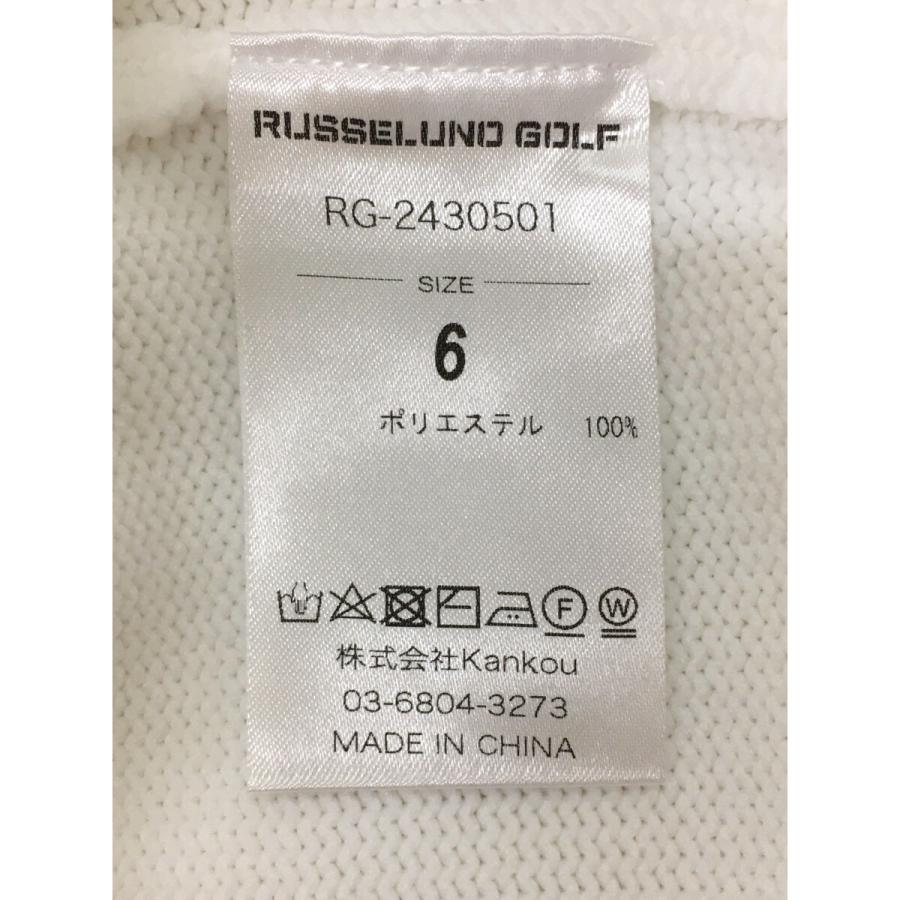 RUSSELUNO GOLF
RG-2430501
SIZE
6
ポリエステル 100%
F W
株式会社Kankou
03-6804-3273
MADE IN CHINA